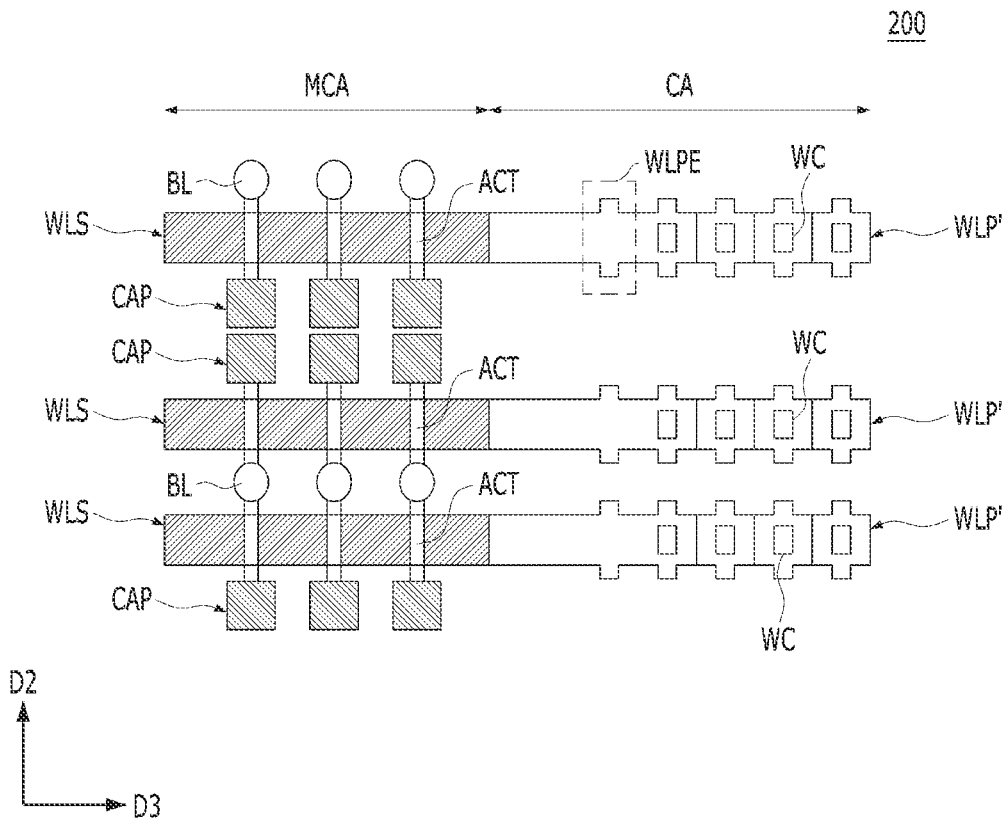 200
MCA
CA
BL
ACT
WLPE
WC
WLS
WLP'
CAP
CAP
ACT
WC
WLS
WLP'
BL
ACT
WLS
WLP'
CAP
WC
D2
D3